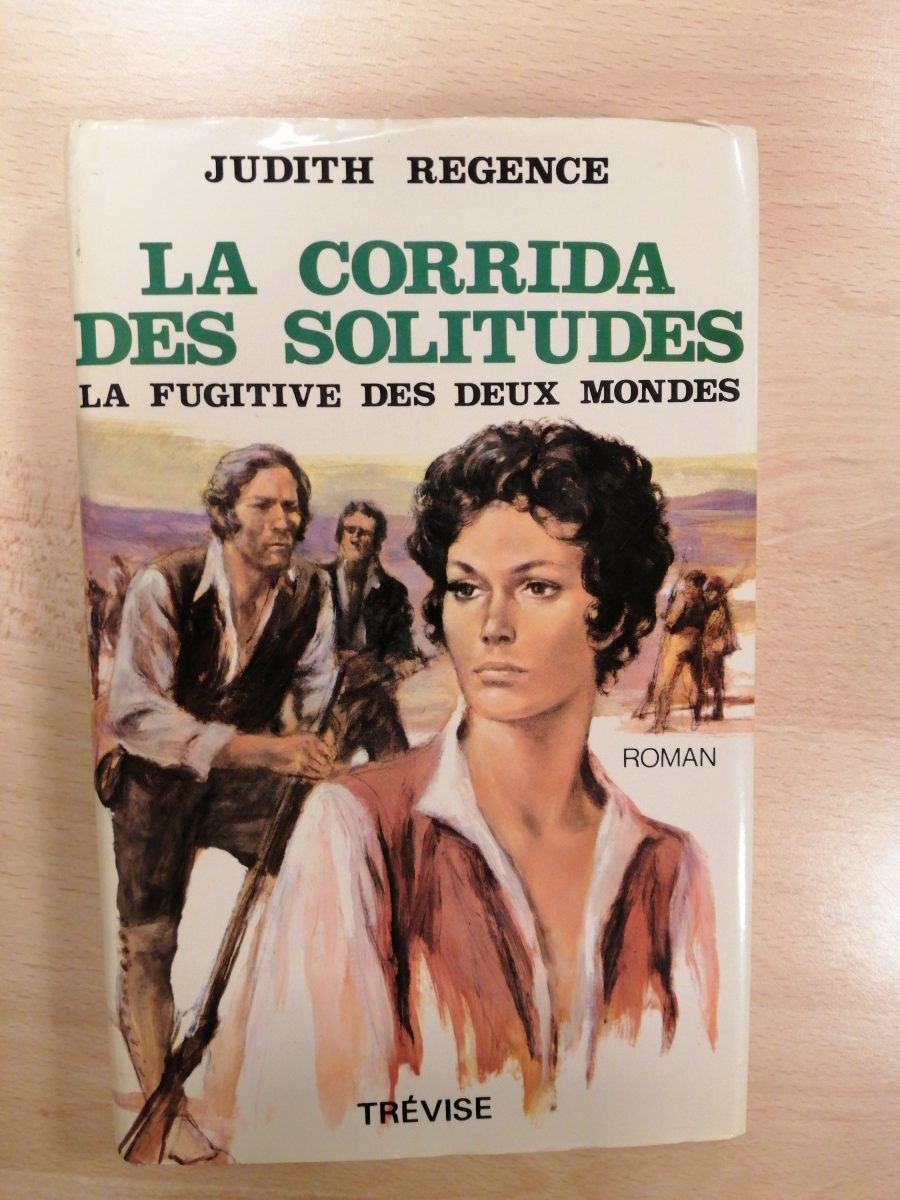 JUDITH REGENCE
LA CORRIDA
DES SOLITUDES
LA FUGITIVE DES DEUX MONDES
ROMAN
TRÉVISE